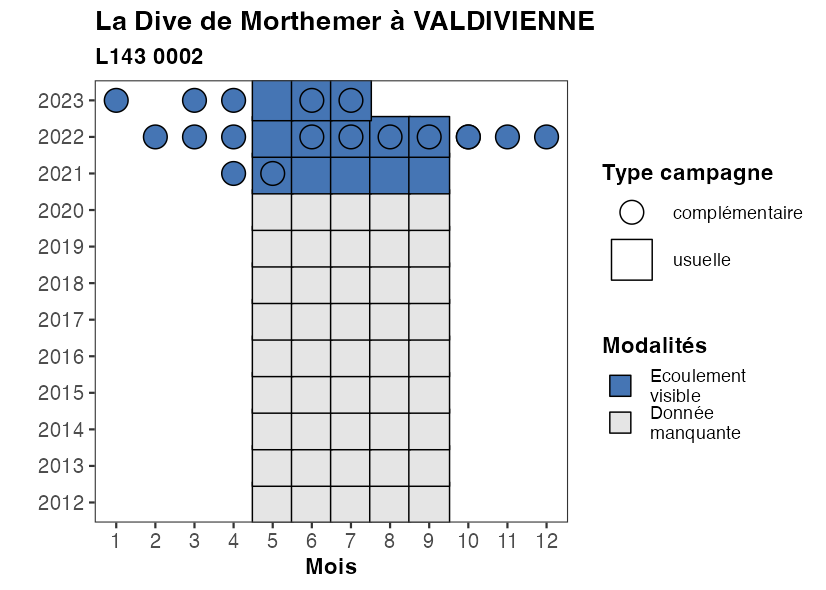 La Dive de Morthemer à VALDIVIENNE
L143 0002
2023
2022
2021
2020
2019
2018
2017
2016
2015
2014
2013
2012
1 2 3 4 5 6 7 8 9 10 11 12
Mois
Type campagne
complémentaire
usuelle
Modalités
Ecoulement
visible
Donnée
manquante